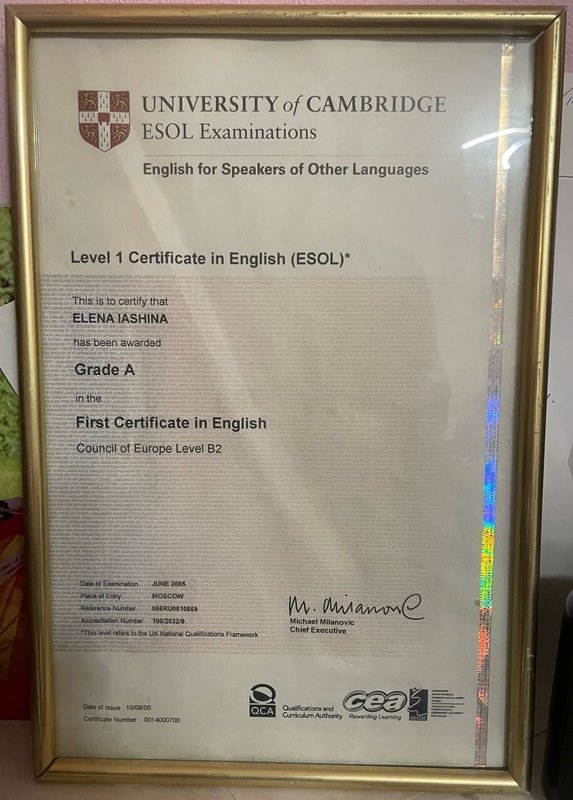 UNIVERSITY of CAMBRIDGE
ESOL Examinations
English for Speakers of Other Languages
Level 1 Certificate in English (ESOL)*
This is to certify that
ELENA IASHINA
has been awarded
Grade A
in the
First Certificate in English
Council of Europe Level B2
Date of Examination JUNE 2005
Place of Entry MOSCOW
Reference Number 056RU0010859
Accreditation Number 100/2032/9
*This level refers to the UK National Qualifications Framework
M. Milanovic
Michael Milanovic
Chief Executive
Date of Issue 10/08/05
Certificate Number 0014000700
QCA
Qualifications and
Curriculum Authority
cea
Rewarding Learning